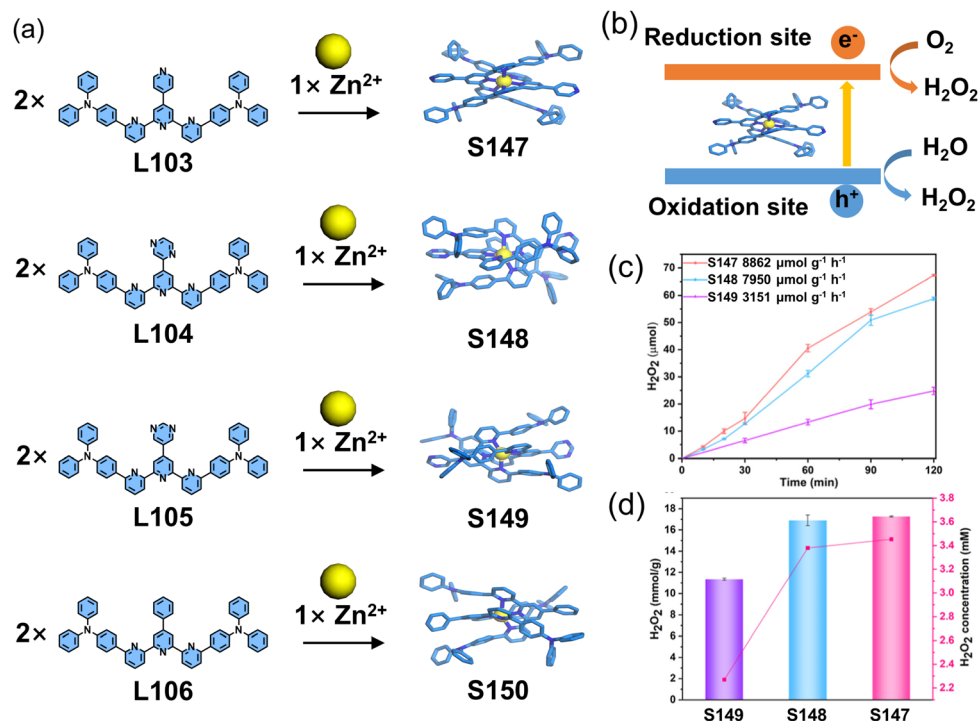 (a)
2×
N
N
N
N
N
N
L103
1× Zn²⁺
S147
2×
N
N
N
N
N
N
N
L104
1× Zn²⁺
S148
2×
N
N
N
N
N
N
N
L105
1× Zn²⁺
S149
2×
N
N
N
N
N
L106
1× Zn²⁺
S150
(b)
Reduction site
e⁻
O₂
H₂O₂
H₂O
H₂O₂
Oxidation site
h⁺
(c)
S147 8862 μmol g⁻¹ h⁻¹
S148 7950 μmol g⁻¹ h⁻¹
S149 3151 μmol g⁻¹ h⁻¹
H₂O₂ (μmol)
70
60
50
40
30
20
10
0
0 30 60 90 120
Time (min)
(d)
H₂O₂ (mmol/g)
18
16
14
12
10
8
6
4
2
0
3.8
3.6
3.4
3.2
3.0
2.8
2.6
2.4
2.2
H₂O₂ concentration (mM)
S149 S148 S147